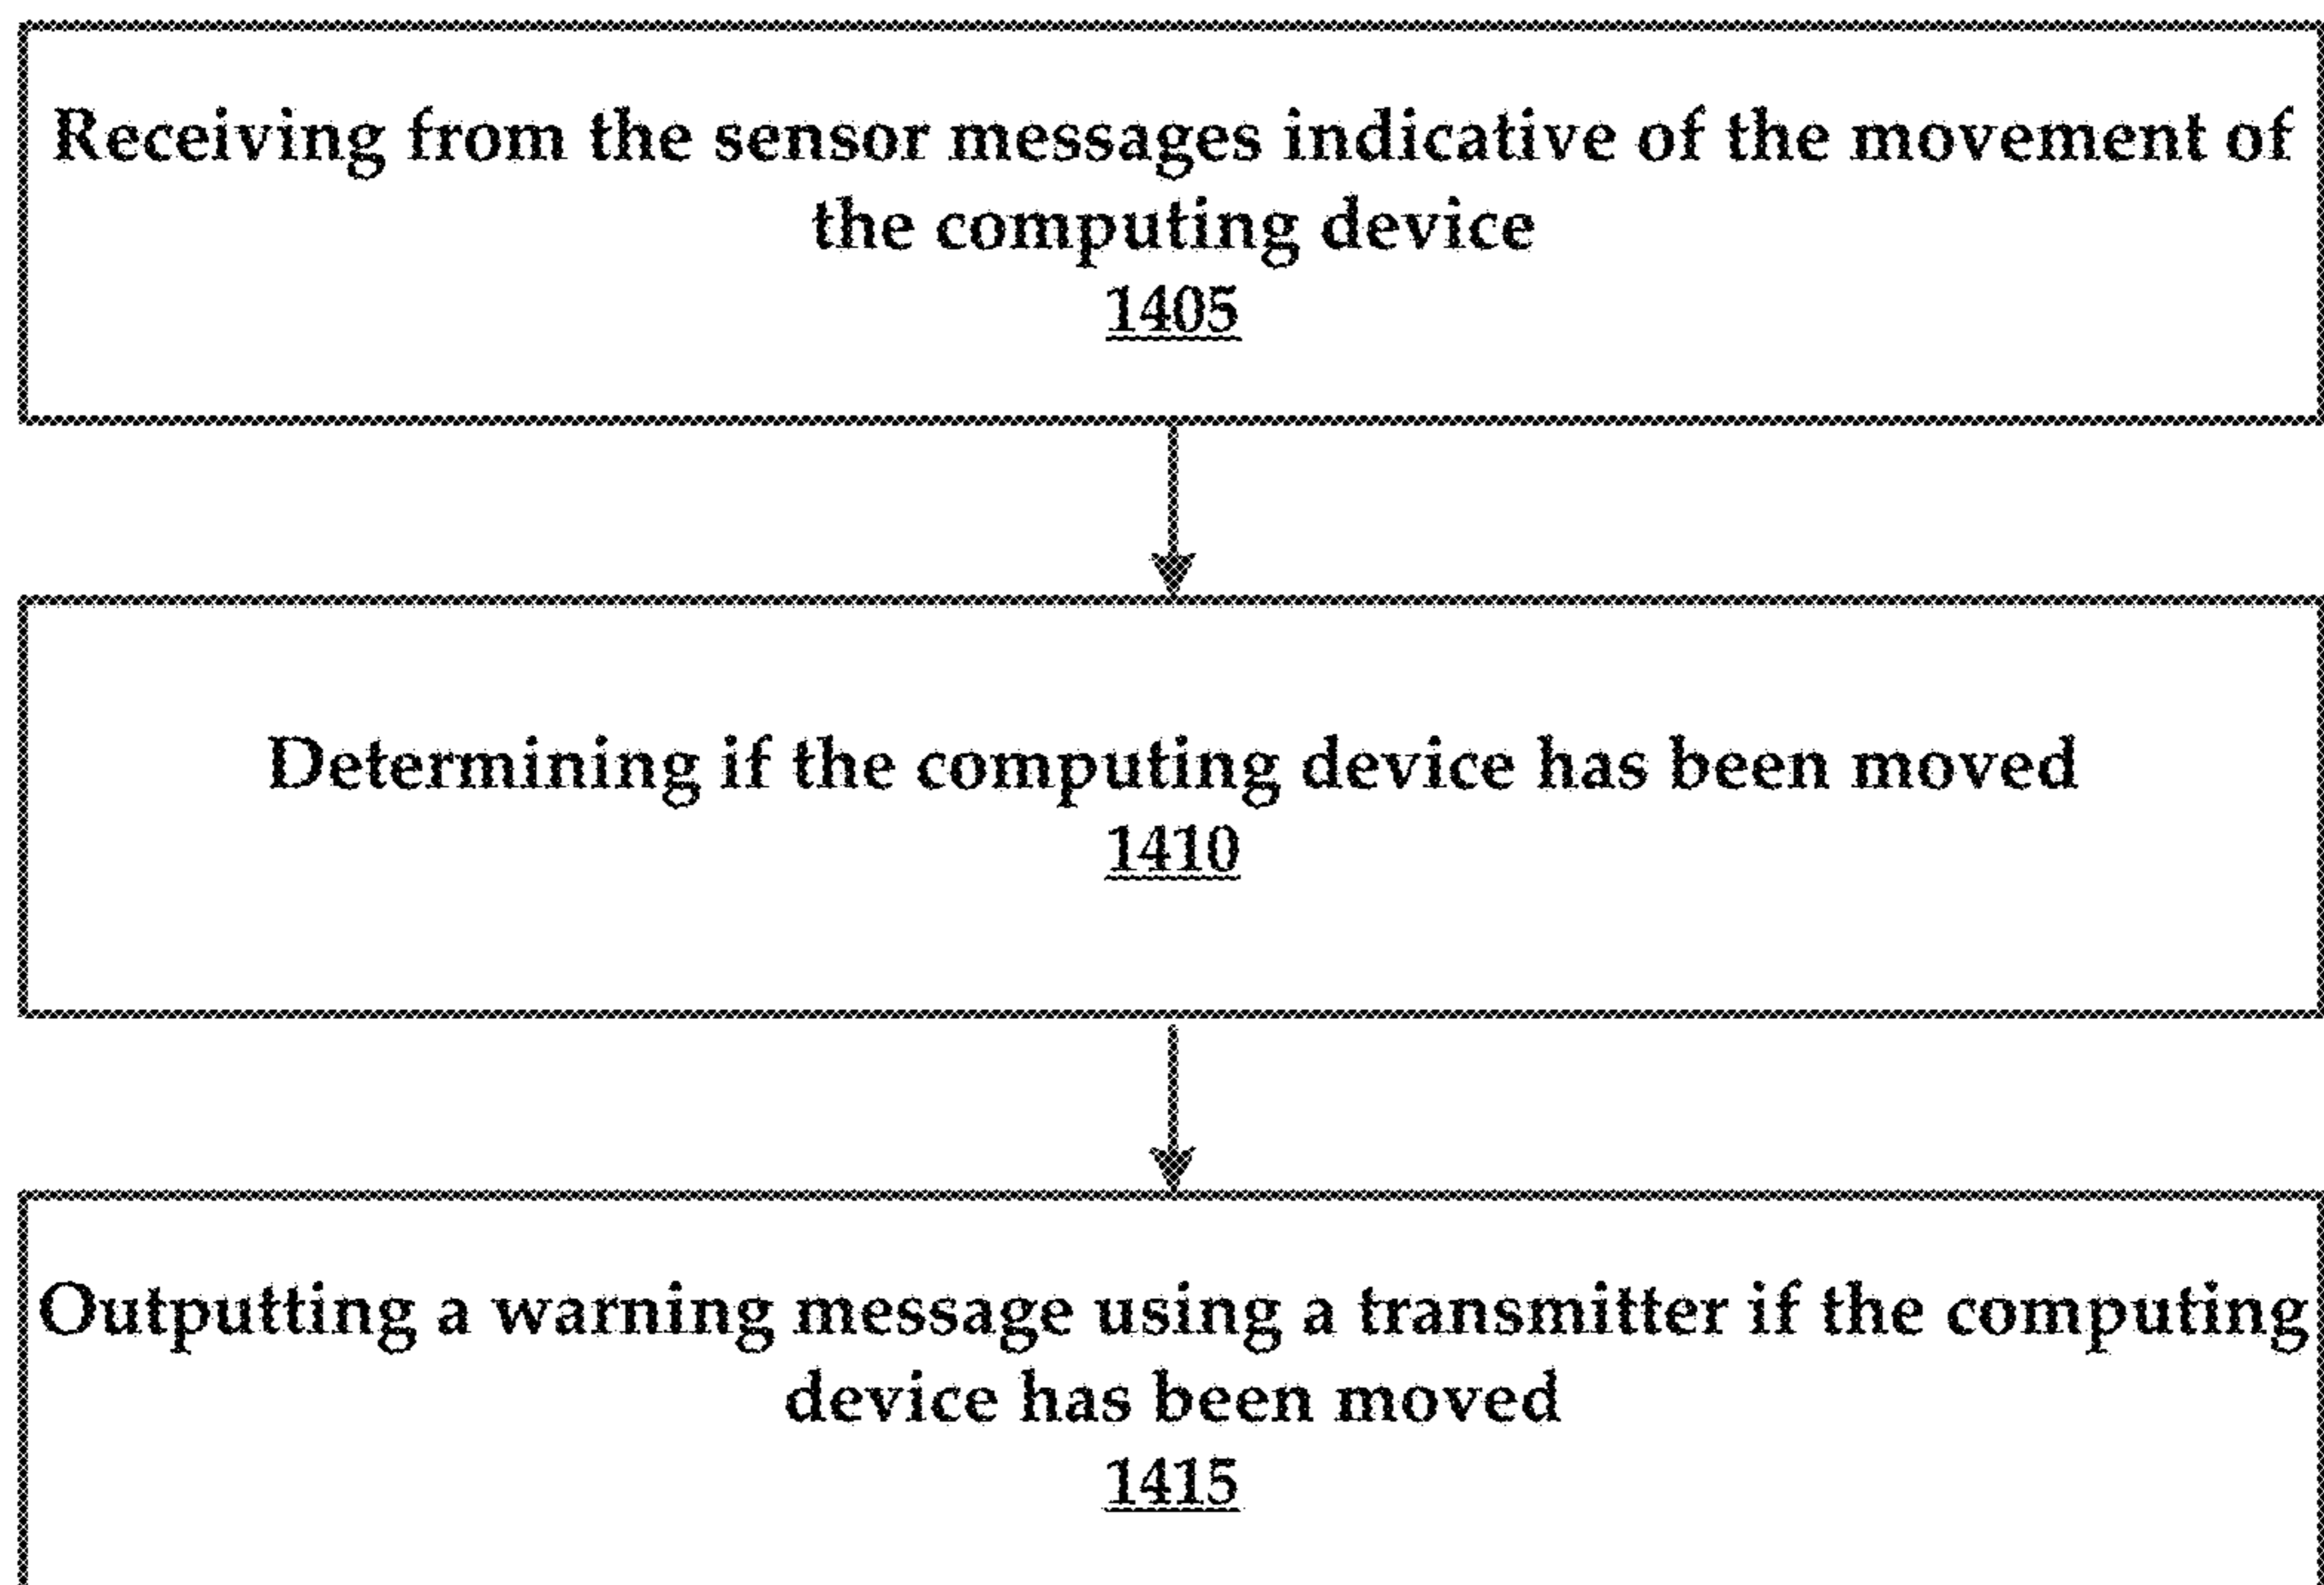 Receiving from the sensor messages indicative of the movement of
the computing device
1405
Determining if the computing device has been moved
1410
Outputting a warning message using a transmitter if the computing
device has been moved
1415